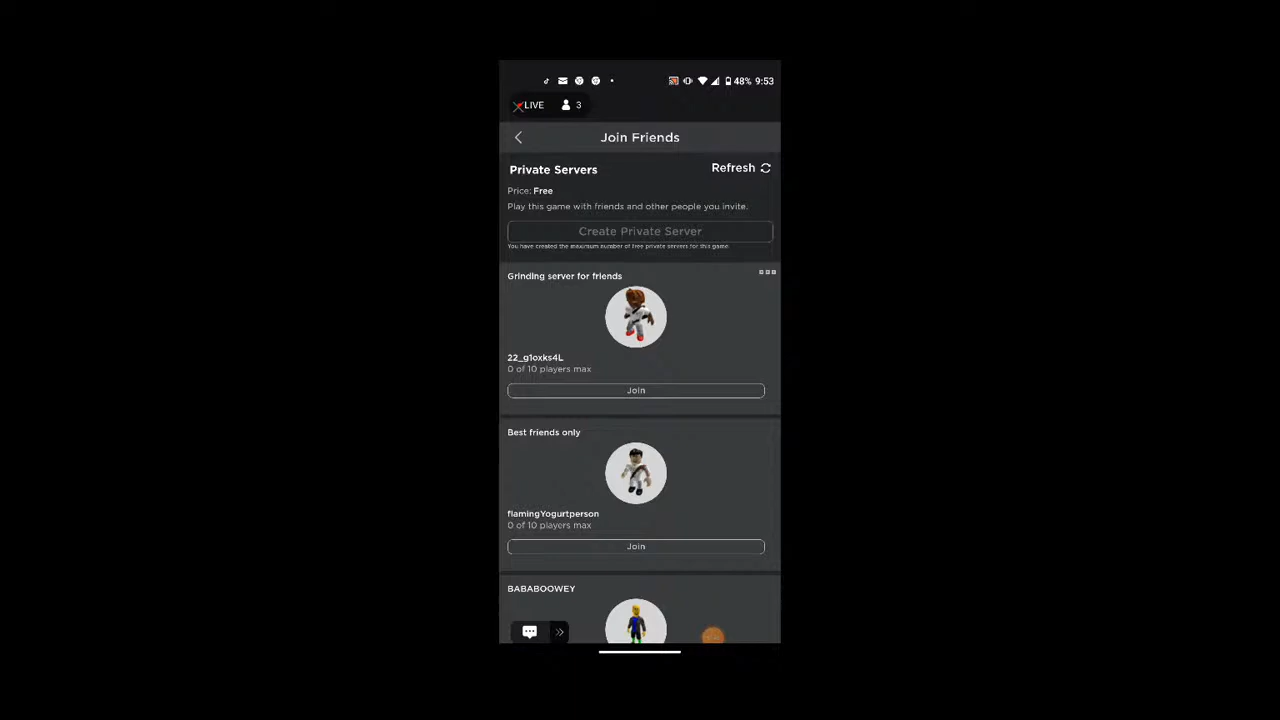 48% 9:53
LIVE 3
Join Friends
Private Servers
Refresh
Price: Free
Play this game with friends and other people you invite.
Create Private Server
You have created the maximum number of free private servers for this game.
Grinding server for friends
22_g1oxks4L
0 of 10 players max
Join
Best friends only
flamingYogurtperson
0 of 10 players max
Join
BABABOOWEY